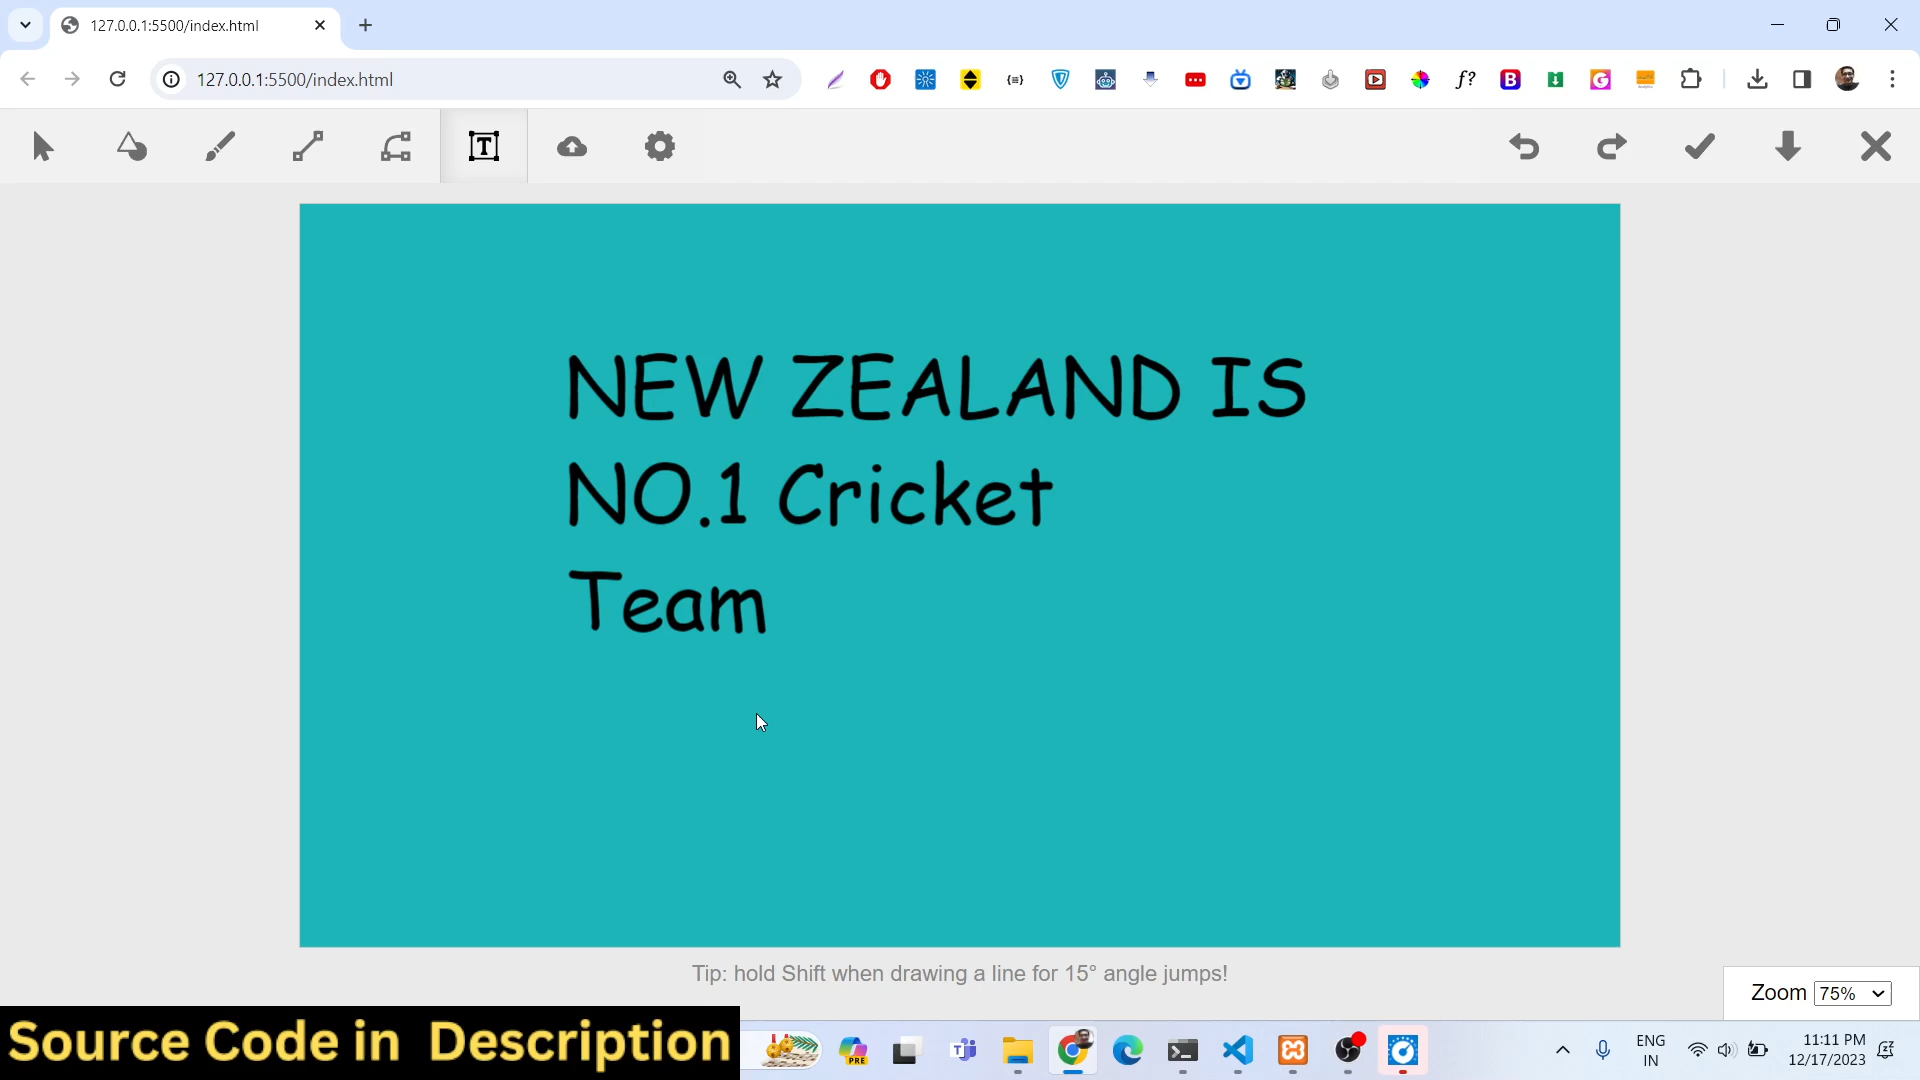 127.0.0.1:5500/index.html
127.0.0.1:5500/index.html
f?
B
G
T
NEW ZEALAND IS
NO.1 Cricket
Team
Tip: hold Shift when drawing a line for 15° angle jumps!
Zoom 75%
Source Code in Description
PRE
ENG
IN
11:11 PM
12/17/2023